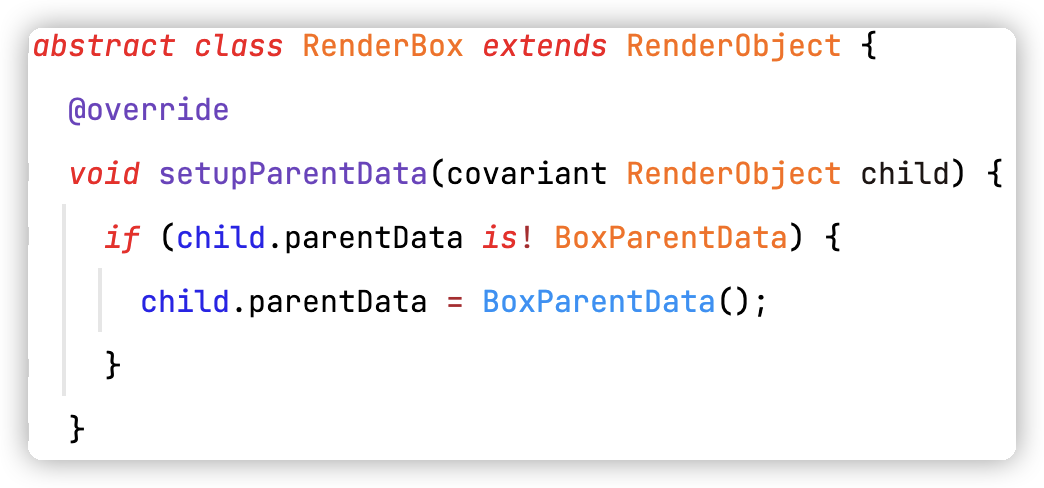 abstract class RenderBox extends RenderObject {
@override
void setupParentData(covariant RenderObject child) {
if (child.parentData is! BoxParentData) {
child.parentData = BoxParentData();
}
}